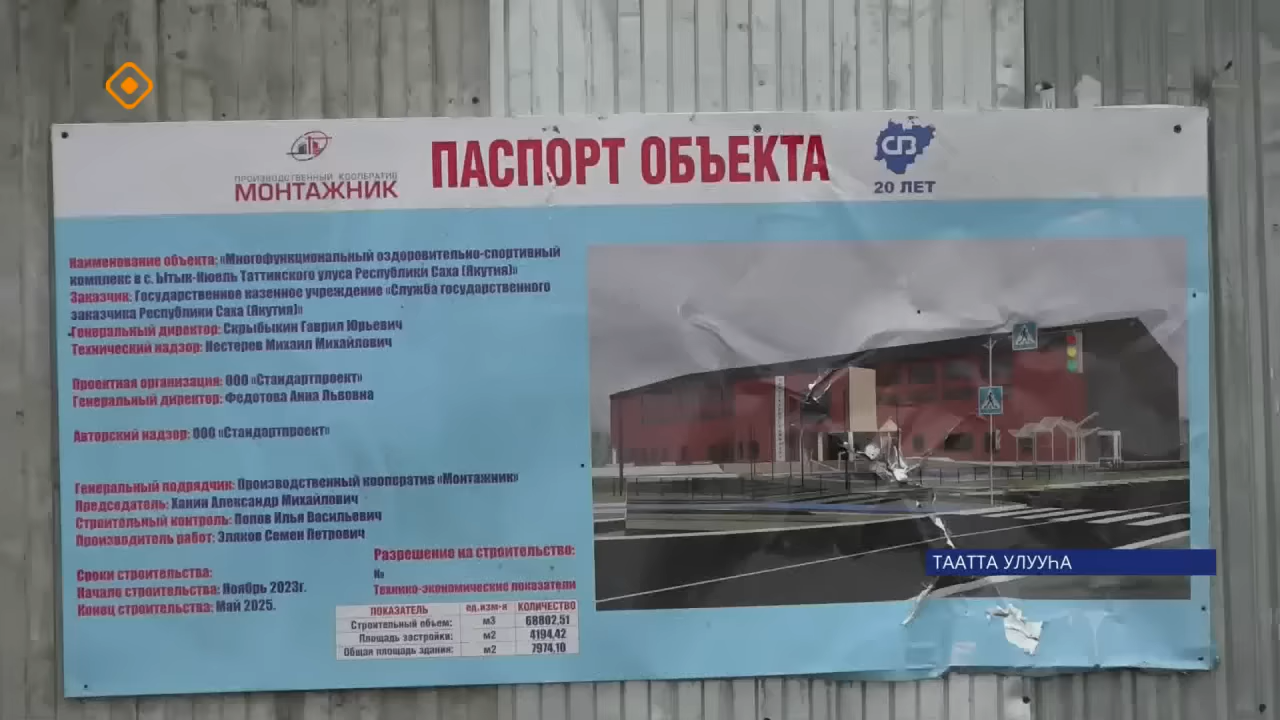 ПРОИЗВОДСТВЕННЫЙ КООПЕРАТИВ
МОНТАЖНИК
ПАСПОРТ ОБЪЕКТА
20 ЛЕТ
Наименование объекта: «Многофункциональный оздоровительно-спортивный
комплекс в с. Ытык-Кюель Таттинского улуса Республики Саха (Якутия)»
Заказчик: Государственное казенное учреждение «Служба государственного
заказчика Республики Саха (Якутия)»
Генеральный директор: Скрыбыкин Гаврил Юрьевич
Технический надзор: Нестерев Михаил Михайлович
Проектная организация: ООО «Стандартпроект»
Генеральный директор: Федотова Анна Львовна
Авторский надзор: ООО «Стандартпроект»
Генеральный подрядчик: Производственный кооператив «Монтажник»
Председатель: Ханин Александр Михайлович
Строительный контроль: Попов Илья Васильевич
Производитель работ: Эляков Семен Петрович
Разрешение на строительство:
№
Сроки строительства:
Начало строительства: Ноябрь 2023г.
Конец строительства: Май 2025.
Технико-экономические показатели
ПОКАЗАТЕЛЬ ед.изм-я КОЛИЧЕСТВО
Строительный объем: м3 68802,51
Площадь застройки: м2 4194,42
Общая площадь здания: м2 7974,10
ТААТТА УЛУУҺА